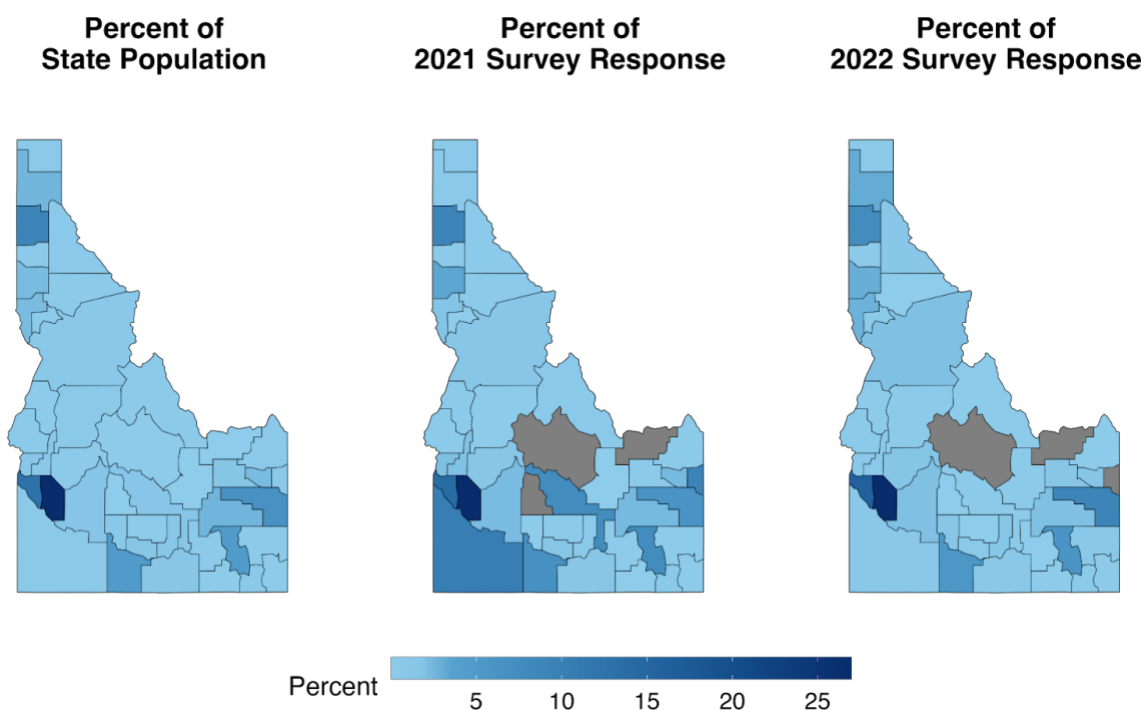 Percent of
State Population
Percent of
2021 Survey Response
Percent of
2022 Survey Response
Percent
5
10
15
20
25